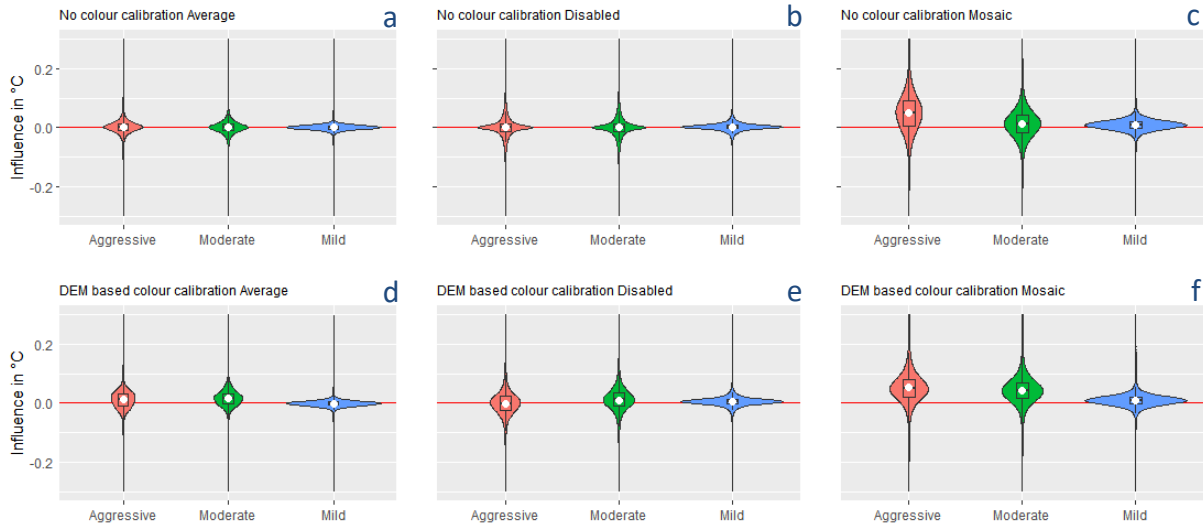 No colour calibration Average
a
No colour calibration Disabled
b
No colour calibration Mosaic
c
Influence in °C
0.2
0.0
-0.2
Aggressive Moderate Mild
Aggressive Moderate Mild
Aggressive Moderate Mild
DEM based colour calibration Average
d
DEM based colour calibration Disabled
e
DEM based colour calibration Mosaic
f
Influence in °C
0.2
0.0
-0.2
Aggressive Moderate Mild
Aggressive Moderate Mild
Aggressive Moderate Mild